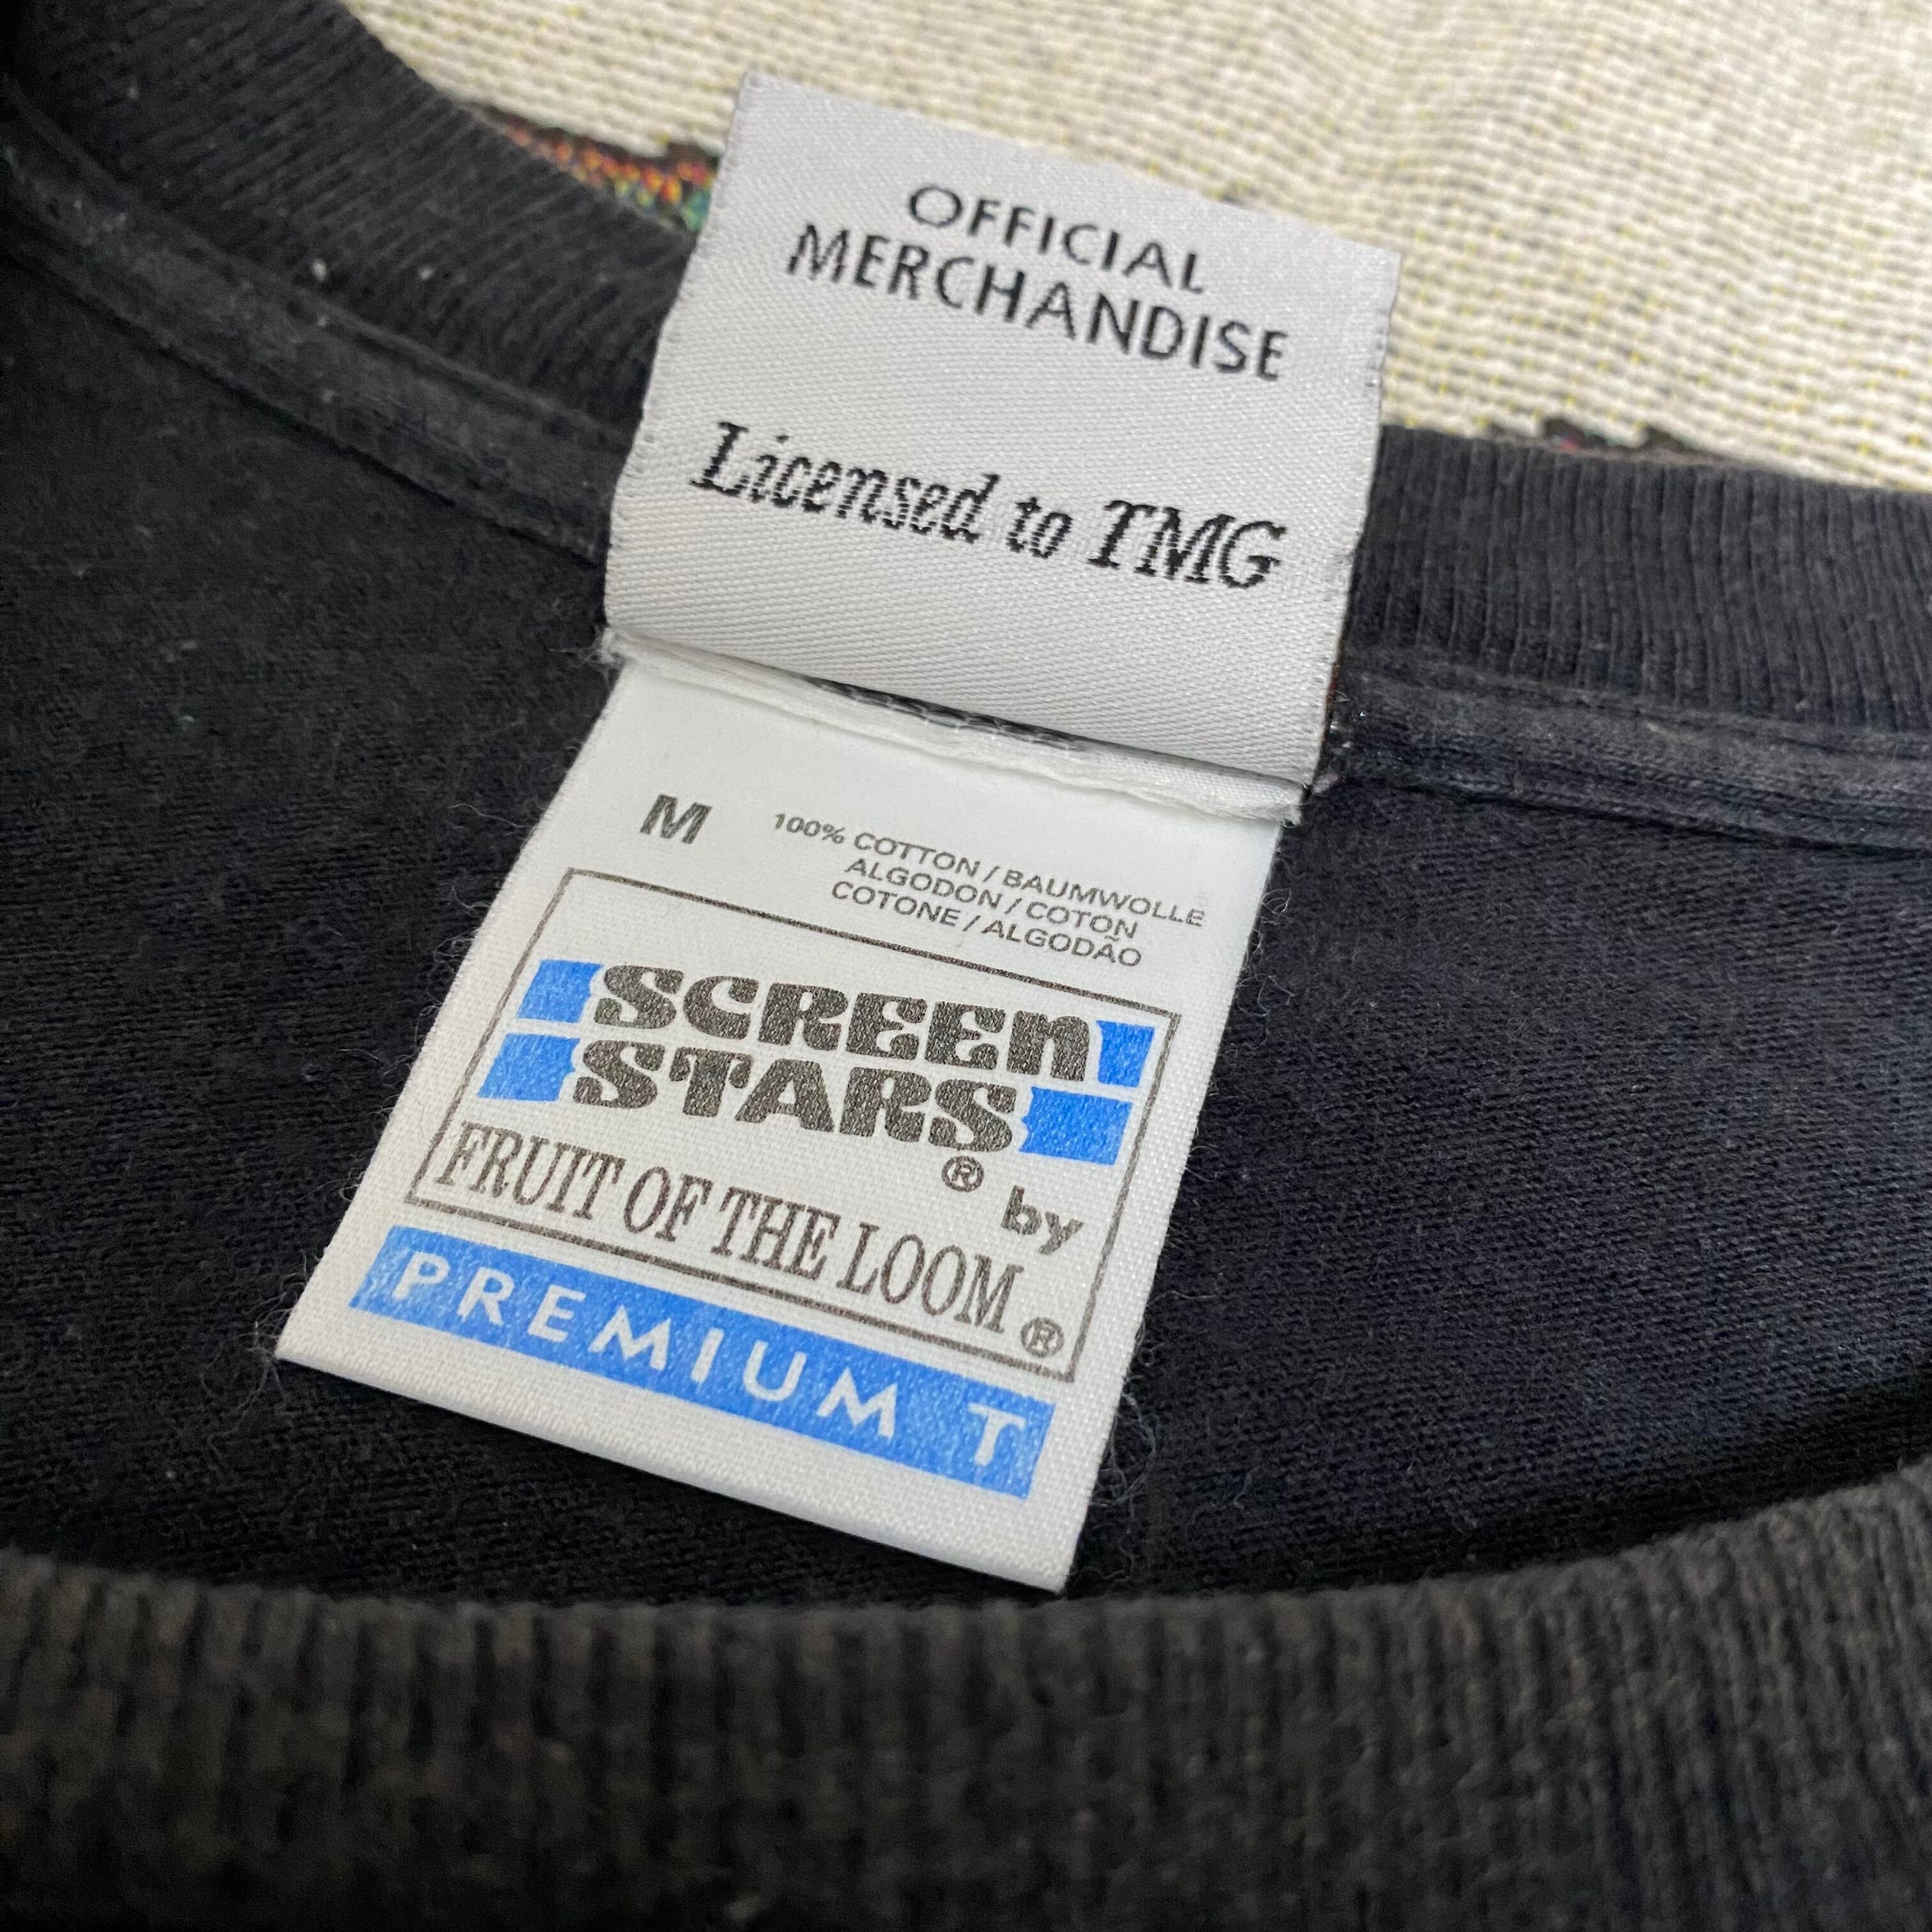 OFFICIAL
MERCHANDISE
Licensed to TMG
M
100% COTTON / BAUMWOLLE
ALGODON / COTON
COTONE / ALGODÃO
SCREEN
STARS®
by
FRUIT OF THE LOOM®
PREMIUM T